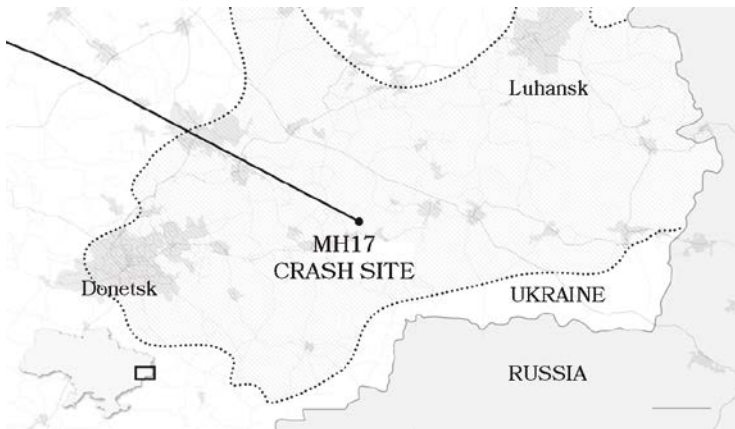 Luhansk
MH17
CRASH SITE
Donetsk
UKRAINE
RUSSIA